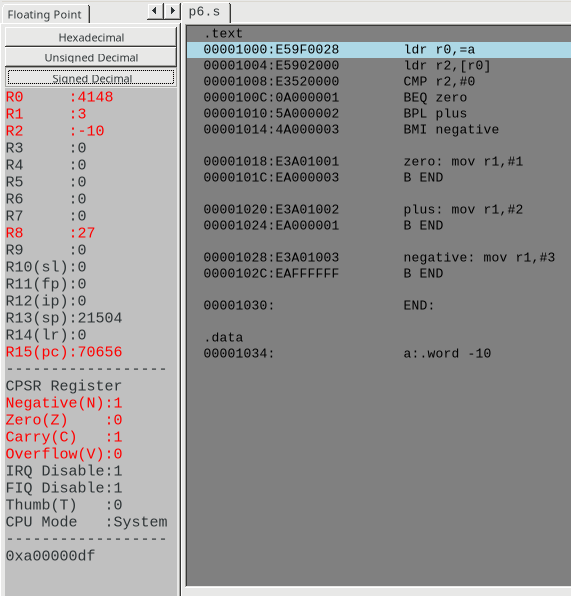 Floating Point
Hexadecimal
Unsigned Decimal
Signed Decimal
R0 :4148
R1 :3
R2 :-10
R3 :0
R4 :0
R5 :0
R6 :0
R7 :0
R8 :27
R9 :0
R10(sl):0
R11(fp):0
R12(ip):0
R13(sp):21504
R14(lr):0
R15(pc):70656
------------------
CPSR Register
Negative(N):1
Zero(Z) :0
Carry(C) :1
Overflow(V):0
IRQ Disable:1
FIQ Disable:1
Thumb(T) :0
CPU Mode :System
------------------
0xa00000df
p6.s
.text
00001000:E59F0028 ldr r0,=a
00001004:E5902000 ldr r2,[r0]
00001008:E3520000 CMP r2,#0
0000100C:0A000001 BEQ zero
00001010:5A000002 BPL plus
00001014:4A000003 BMI negative
00001018:E3A01001 zero: mov r1,#1
0000101C:EA000003 B END
00001020:E3A01002 plus: mov r1,#2
00001024:EA000001 B END
00001028:E3A01003 negative: mov r1,#3
0000102C:EAFFFFFF B END
00001030: END:
.data
00001034: a:.word -10